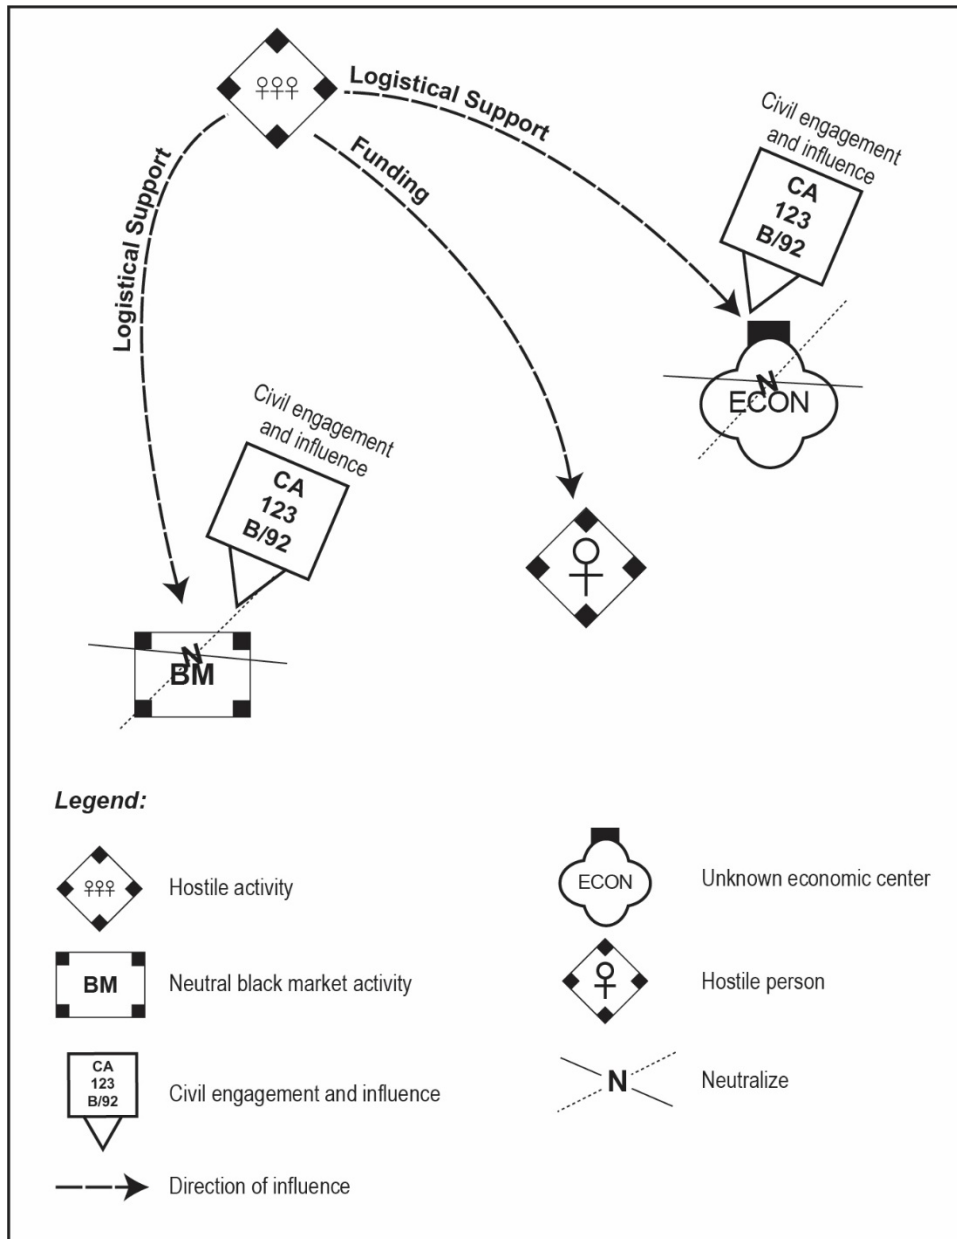 Logistical Support
Funding
Logistical Support
Civil engagement
and influence
CA
123
B/92
N
ECON
Civil engagement
and influence
CA
123
B/92
N
BM
Legend:
Hostile activity
ECON
Unknown economic center
BM
Neutral black market activity
Hostile person
CA
123
B/92
Civil engagement and influence
N
Neutralize
Direction of influence